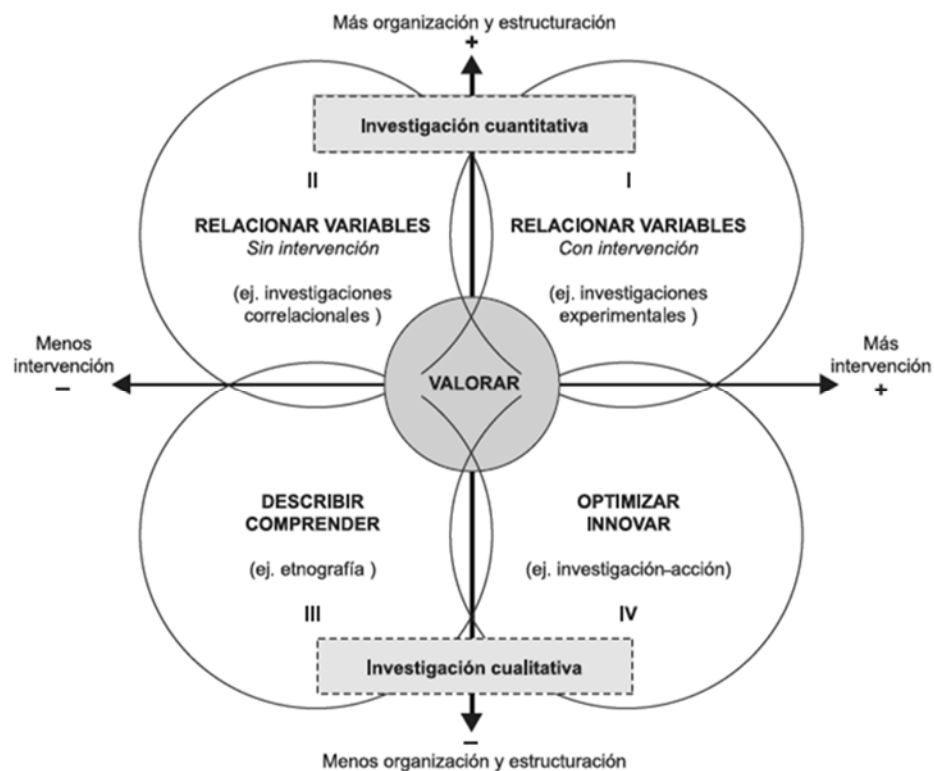 Más organización y estructuración
+
Investigación cuantitativa
II
I
RELACIONAR VARIABLES
Sin intervención
(ej. investigaciones
correlacionales )
RELACIONAR VARIABLES
Con intervención
(ej. investigaciones
experimentales )
Menos
intervención
−
VALORAR
Más
intervención
+
DESCRIBIR
COMPRENDER
(ej. etnografía )
III
OPTIMIZAR
INNOVAR
(ej. investigación–acción)
IV
Investigación cualitativa
−
Menos organización y estructuración